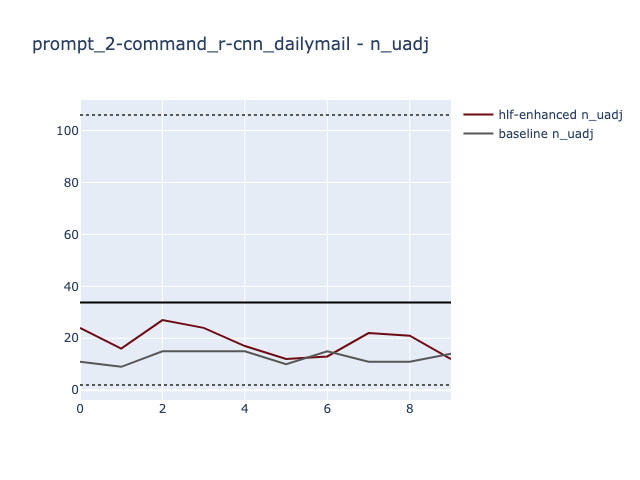 prompt_2-command_r-cnn_dailymail - n_uadj
hlf-enhanced n_uadj
baseline n_uadj
100
80
60
40
20
0
0 2 4 6 8